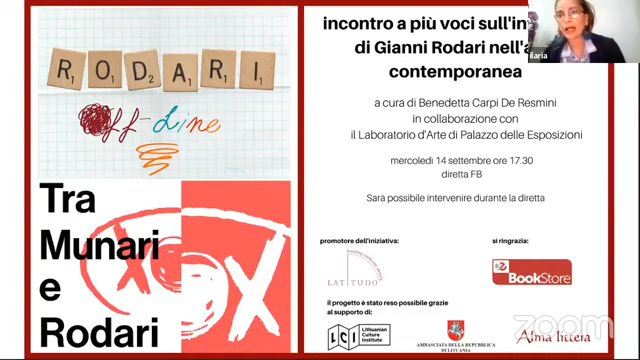 RODARI
Off-Line
Tra
Munari
e
Rodari
incontro a più voci
di Gianni Rodari
contemporanea
a cura di Benedetta Carpi De Resmini
in collaborazione con
il Laboratorio d'Arte di Palazzo delle Esposizioni
mercoledì 14 settembre ore 17.30
diretta FB
Sarà possibile intervenire durante la diretta
promotore dell'iniziativa:
si ringrazia:
LATITUDO
BookStore
il progetto è stato reso possibile grazie
al supporto di:
LCI
Lithuanian
Culture
Institute
AMBASCIATA DELLA REPUBBLICA
DI LITUANIA
Alma littera
zoom
ilaria